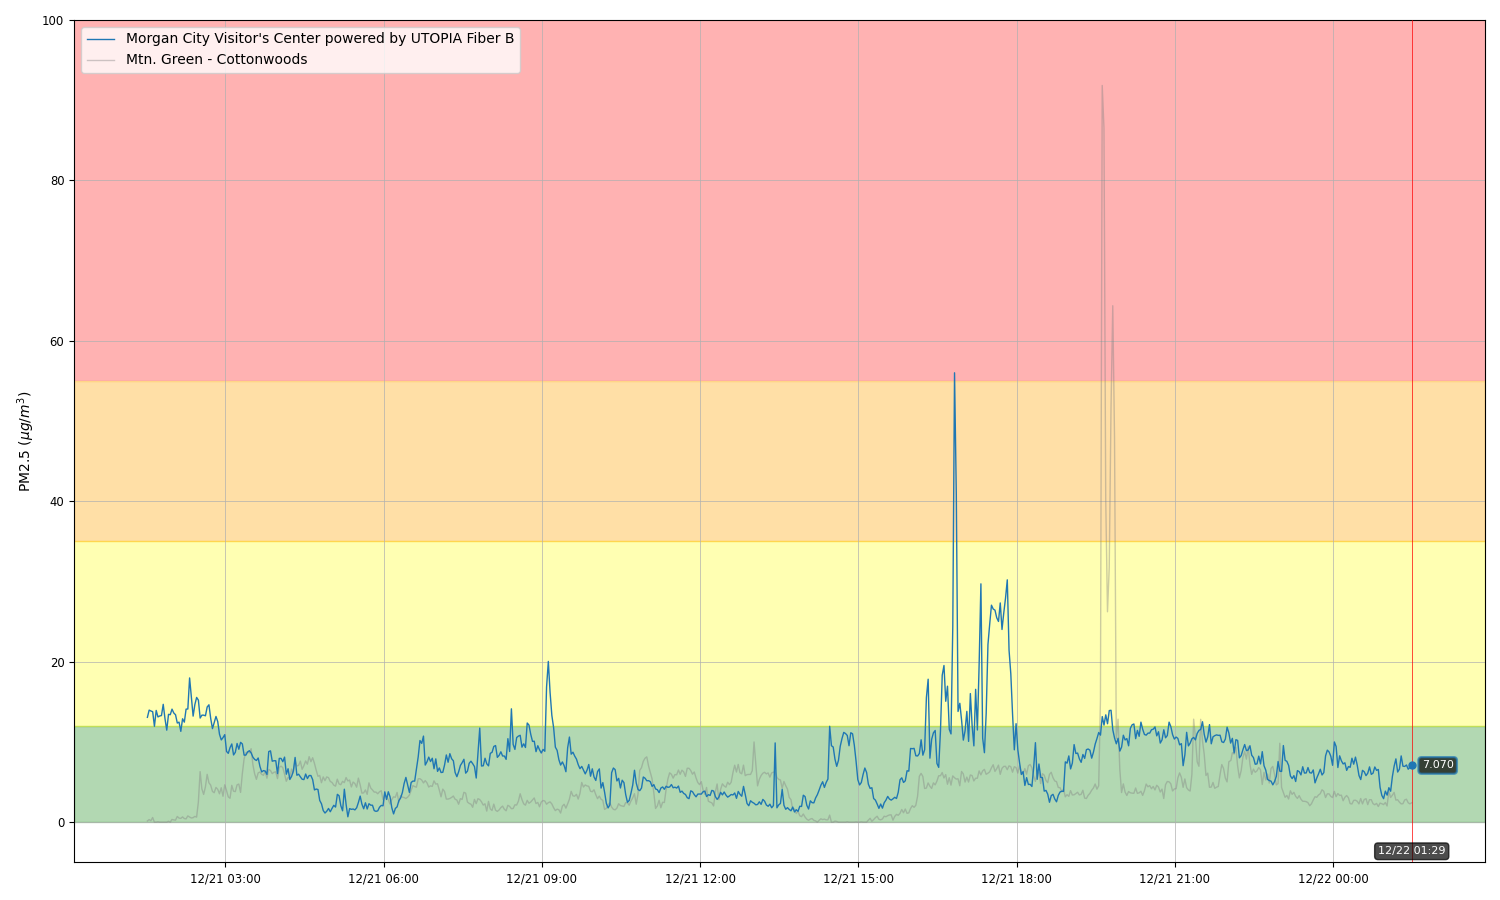 100
Morgan City Visitor's Center powered by UTOPIA Fiber B
Mtn. Green - Cottonwoods
80
60
40
20
0
PM2.5 (μg/m³)
7.070
12/22 01:29
12/21 03:00 12/21 06:00 12/21 09:00 12/21 12:00 12/21 15:00 12/21 18:00 12/21 21:00 12/22 00:00